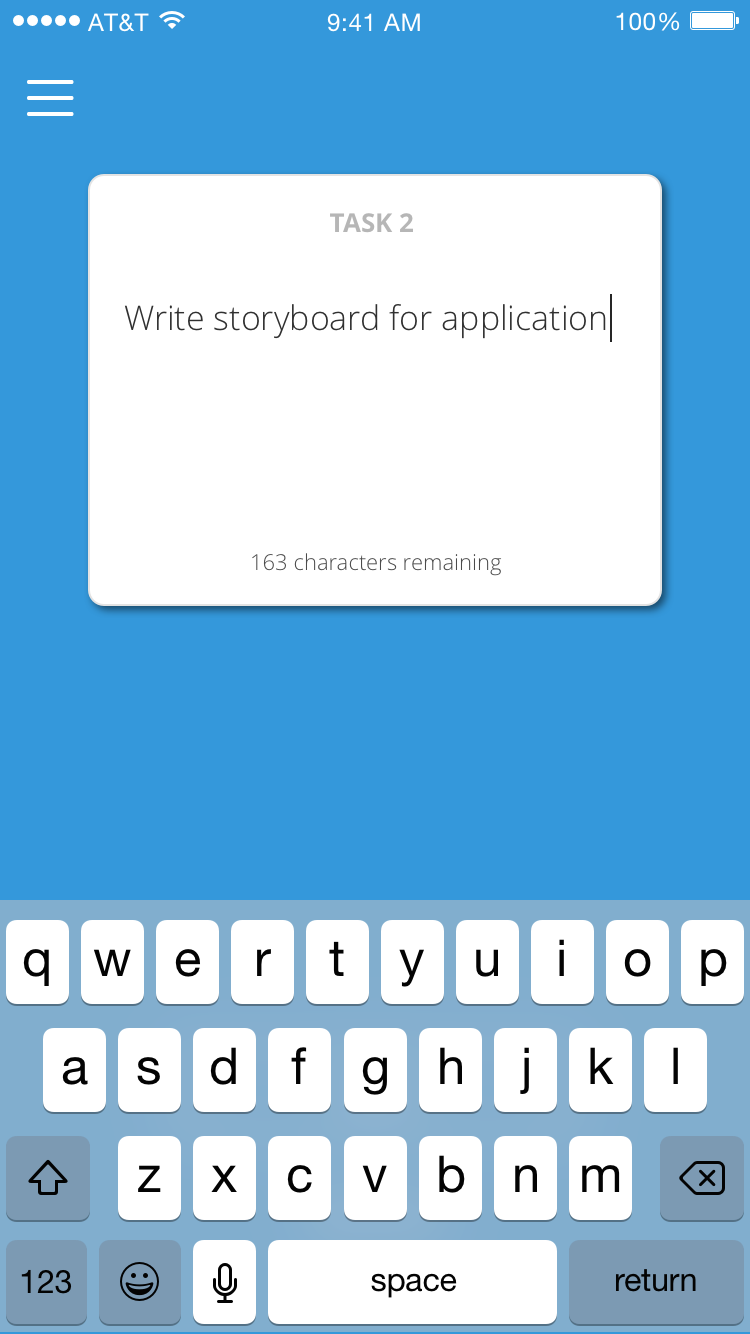 AT&T 9:41 AM 100%
TASK 2
Write storyboard for application
163 characters remaining
q w e r t y u i o p
a s d f g h j k l
z x c v b n m
123 space return